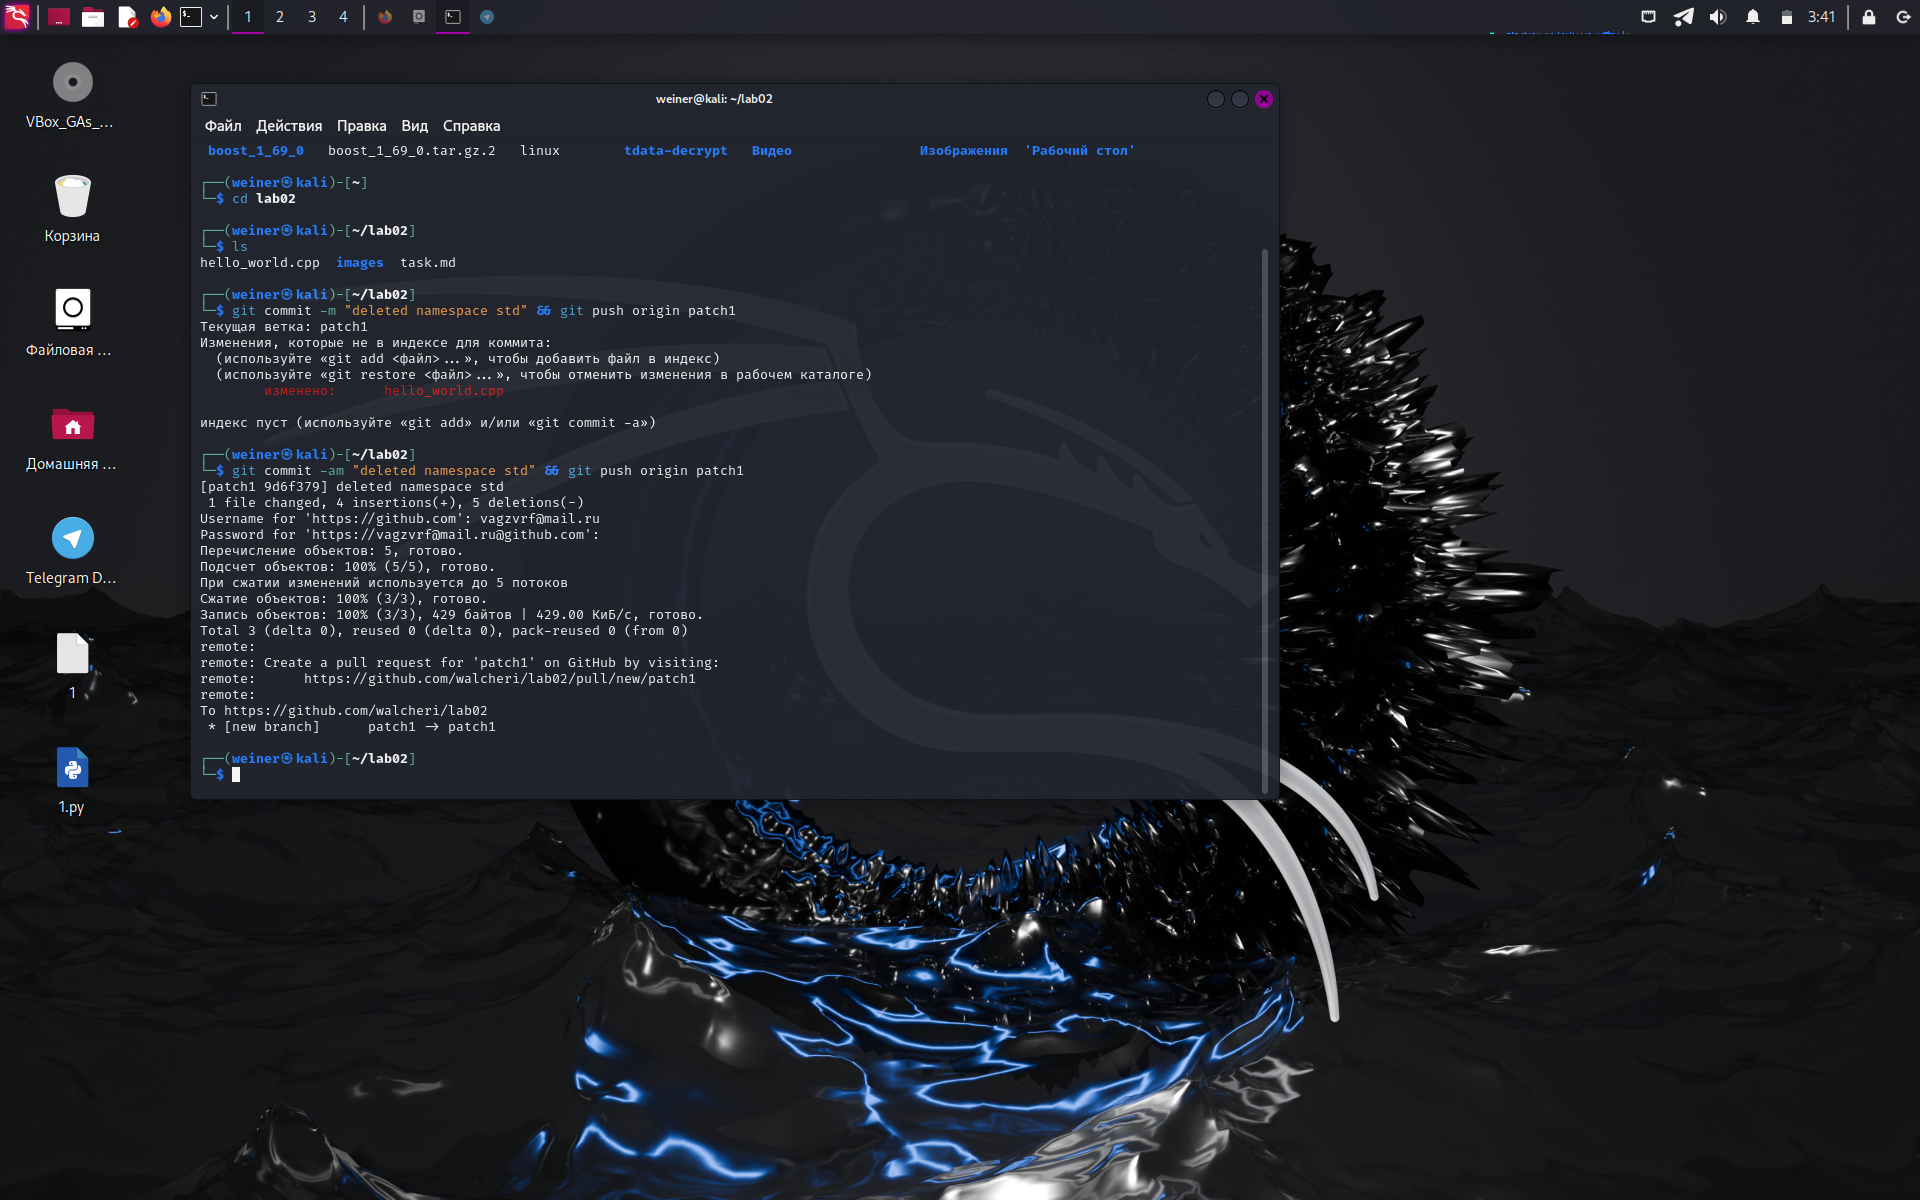 1 2 3 4 3:41
weiner@kali: ~/lab02
Файл Действия Правка Вид Справка
boost_1_69_0 boost_1_69_0.tar.gz.2 linux tdata-decrypt Видео Изображения 'Рабочий стол'
┌──(weiner㉿kali)-[~]
└─$ cd lab02
┌──(weiner㉿kali)-[~/lab02]
└─$ ls
hello_world.cpp images task.md
┌──(weiner㉿kali)-[~/lab02]
└─$ git commit -m "deleted namespace std" && git push origin patch1
Текущая ветка: patch1
Изменения, которые не в индексе для коммита:
(используйте «git add <файл>...», чтобы добавить файл в индекс)
(используйте «git restore <файл>...», чтобы отменить изменения в рабочем каталоге)
изменено: hello_world.cpp
индекс пуст (используйте «git add» и/или «git commit -a»)
┌──(weiner㉿kali)-[~/lab02]
└─$ git commit -am "deleted namespace std" && git push origin patch1
[patch1 9d6f379] deleted namespace std
1 file changed, 4 insertions(+), 5 deletions(-)
Username for 'https://github.com': vagzvrf@mail.ru
Password for 'https://vagzvrf@mail.ru@github.com':
Перечисление объектов: 5, готово.
Подсчет объектов: 100% (5/5), готово.
При сжатии изменений используется до 5 потоков
Сжатие объектов: 100% (3/3), готово.
Запись объектов: 100% (3/3), 429 байтов | 429.00 КиБ/с, готово.
Total 3 (delta 0), reused 0 (delta 0), pack-reused 0 (from 0)
remote:
remote: Create a pull request for 'patch1' on GitHub by visiting:
remote: https://github.com/walcheri/lab02/pull/new/patch1
remote:
To https://github.com/walcheri/lab02
* [new branch] patch1 -> patch1
┌──(weiner㉿kali)-[~/lab02]
└─$
VBox_GAs_...
Корзина
Файловая ...
Домашняя ...
Telegram D...
1
1.py